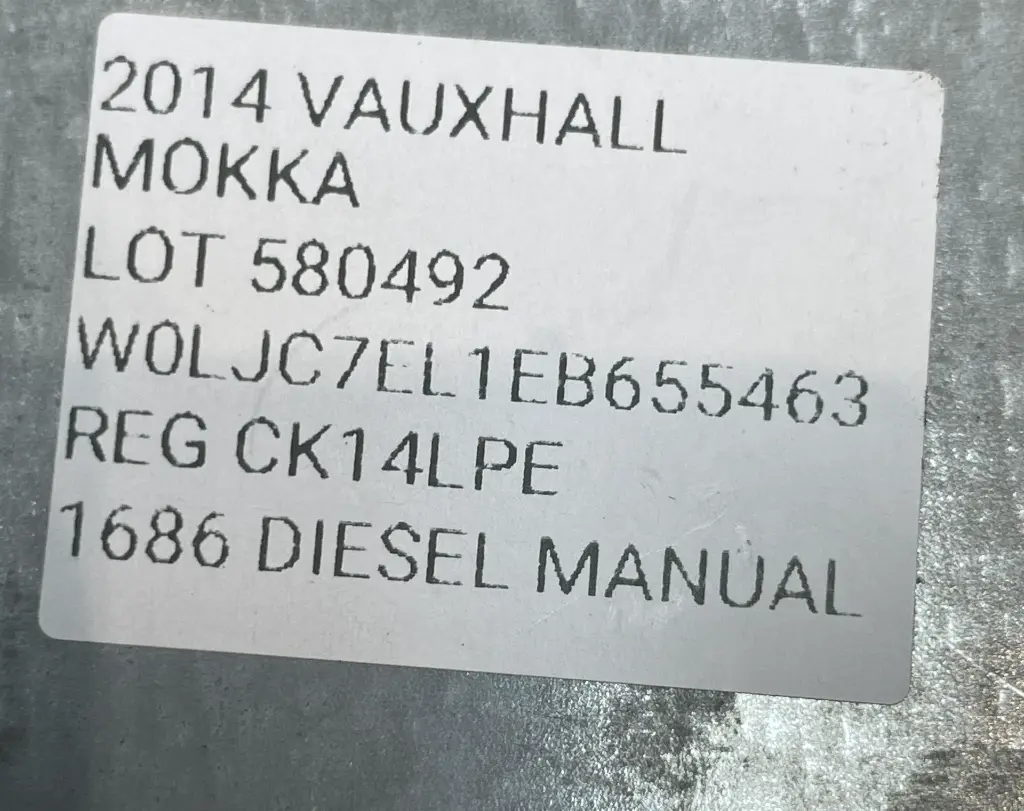 2014 VAUXHALL
MOKKA
LOT 580492
W0LJC7EL1EB655463
REG CK14LPE
1686 DIESEL MANUAL